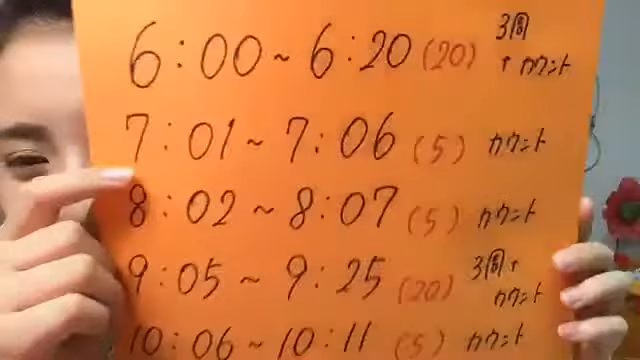 6:00~6:20 (20) 3周↑カウント
7:01~7:06 (5) カウント
8:02~8:07 (5) カウント
9:05~9:25 (20) 3周↑カウント
10:06~10:11 (5) カウント